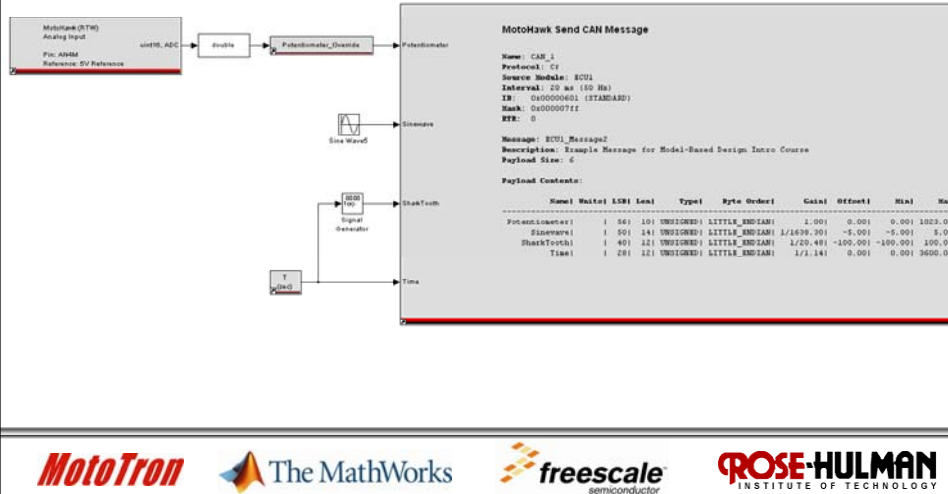 MotoHawk (RTW)
Analog Input
Pin: AN4M
Reference: 5V Reference
uint16, ADC
double
Potentiometer_Override
Potentiometer
Sine Wave5
Sinewave
Signal
Generator
SharkTooth
T
(sec)
Time
MotoHawk Send CAN Message
Name: CAN_1
Protocol: Cf
Source Module: ECU1
Interval: 20 ms (50 Hz)
ID: 0x00000601 (STANDARD)
Mask: 0x000007ff
RTR: 0
Message: ECU1_Message2
Description: Example Message for Model-Based Design Intro Course
Payload Size: 6
Payload Contents:
Name| Units| LSB| Len| Type| Byte Order| Gain| Offset| Min| Ma
Potentiometer| | 56| 10| UNSIGNED| LITTLE_ENDIAN| 1.00| 0.00| 0.00| 1023.0
Sinewave| | 50| 14| UNSIGNED| LITTLE_ENDIAN| 1/1638.30| -5.00| -5.00| 5.0
SharkTooth| | 40| 12| UNSIGNED| LITTLE_ENDIAN| 1/20.48| -100.00| -100.00| 100.0
Time| | 28| 12| UNSIGNED| LITTLE_ENDIAN| 1/1.14| 0.00| 0.00| 3600.0
MotoTron
The MathWorks
freescale
semiconductor
ROSE-HULMAN
INSTITUTE OF TECHNOLOGY